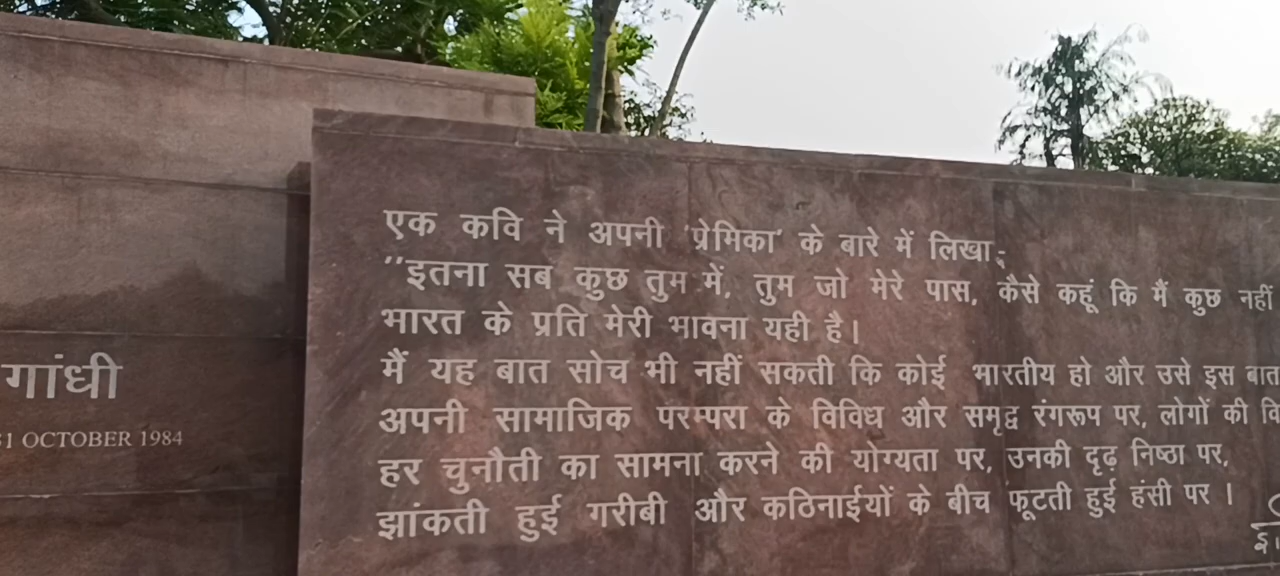 गांधी
31 OCTOBER 1984
एक कवि ने अपनी 'प्रेमिका' के बारे में लिखा:
"इतना सब कुछ तुम में, तुम जो मेरे पास, कैसे कहूं कि मैं कुछ नहीं
भारत के प्रति मेरी भावना यही है।
मैं यह बात सोच भी नहीं सकती कि कोई भारतीय हो और उसे इस बात
अपनी सामाजिक परम्परा के विविध और समृद्व रंगरूप पर, लोगों की
हर चुनौती का सामना करने की योग्यता पर, उनकी दृढ़ निष्ठा पर,
झांकती हुई गरीबी और कठिनाईयों के बीच फूटती हुई हंसी पर ।